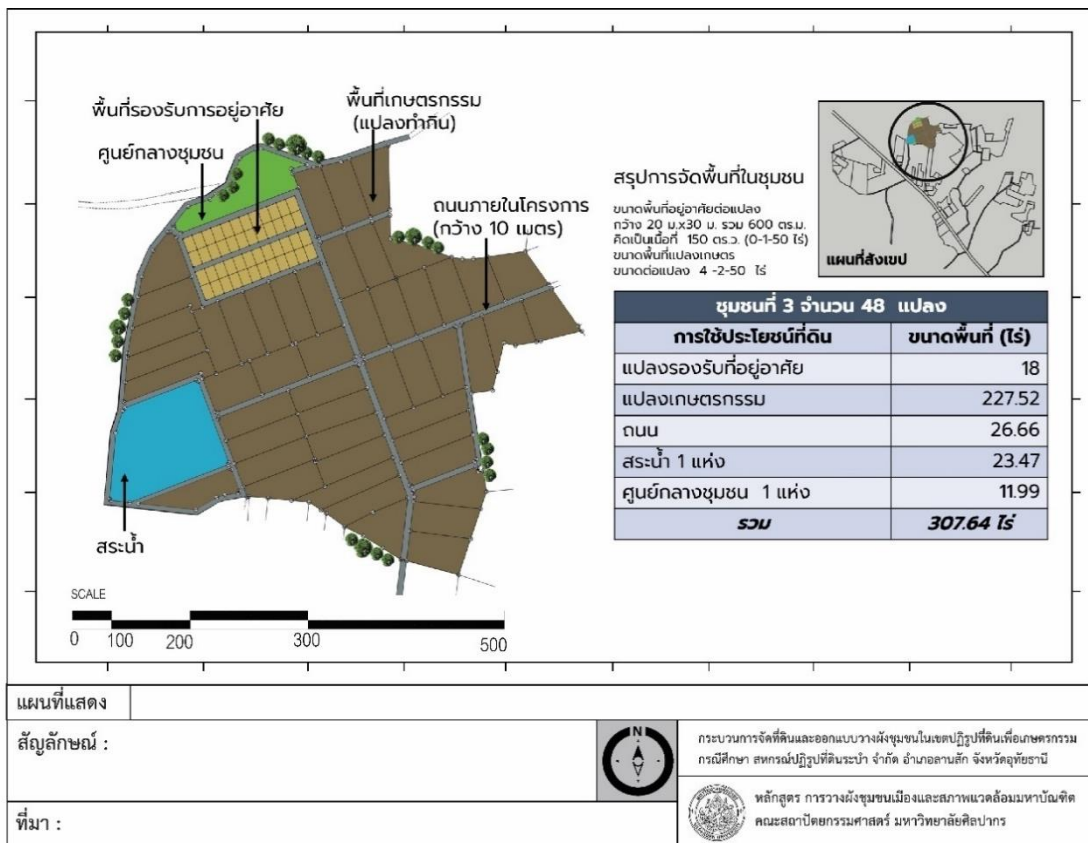 พื้นที่รองรับการอยู่อาศัย
ศูนย์กลางชุมชน
พื้นที่เกษตรกรรม
(แปลงทำกิน)
ถนนภายในโครงการ
(กว้าง 10 เมตร)
สระน้ำ
SCALE
0 100 200 300 500
สรุปการจัดพื้นที่ในชุมชน
ขนาดพื้นที่อยู่อาศัยต่อแปลง
กว้าง 20 ม.x30 ม. รวม 600 ตร.ม.
คิดเป็นเนื้อที่ 150 ตร.ว. (0-1-50 ไร่)
ขนาดพื้นที่แปลงเกษตร
ขนาดต่อแปลง 4 -2-50 ไร่
แผนที่สังเขป
ชุมชนที่ 3 จำนวน 48 แปลง
การใช้ประโยชน์ที่ดิน ขนาดพื้นที่ (ไร่)
แปลงรองรับที่อยู่อาศัย 18
แปลงเกษตรกรรม 227.52
ถนน 26.66
สระน้ำ 1 แห่ง 23.47
ศูนย์กลางชุมชน 1 แห่ง 11.99
รวม 307.64 ไร่
แผนที่แสดง
สัญลักษณ์ :
ที่มา :
N
กระบวนการจัดที่ดินและออกแบบวางผังชุมชนในเขตปฏิรูปที่ดินเพื่อเกษตรกรรม
กรณีศึกษา สหกรณ์ปฏิรูปที่ดินระบำ จำกัด อำเภอลานสัก จังหวัดอุทัยธานี
หลักสูตร การวางผังชุมชนเมืองและสภาพแวดล้อมมหาบัณฑิต
คณะสถาปัตยกรรมศาสตร์ มหาวิทยาลัยศิลปากร